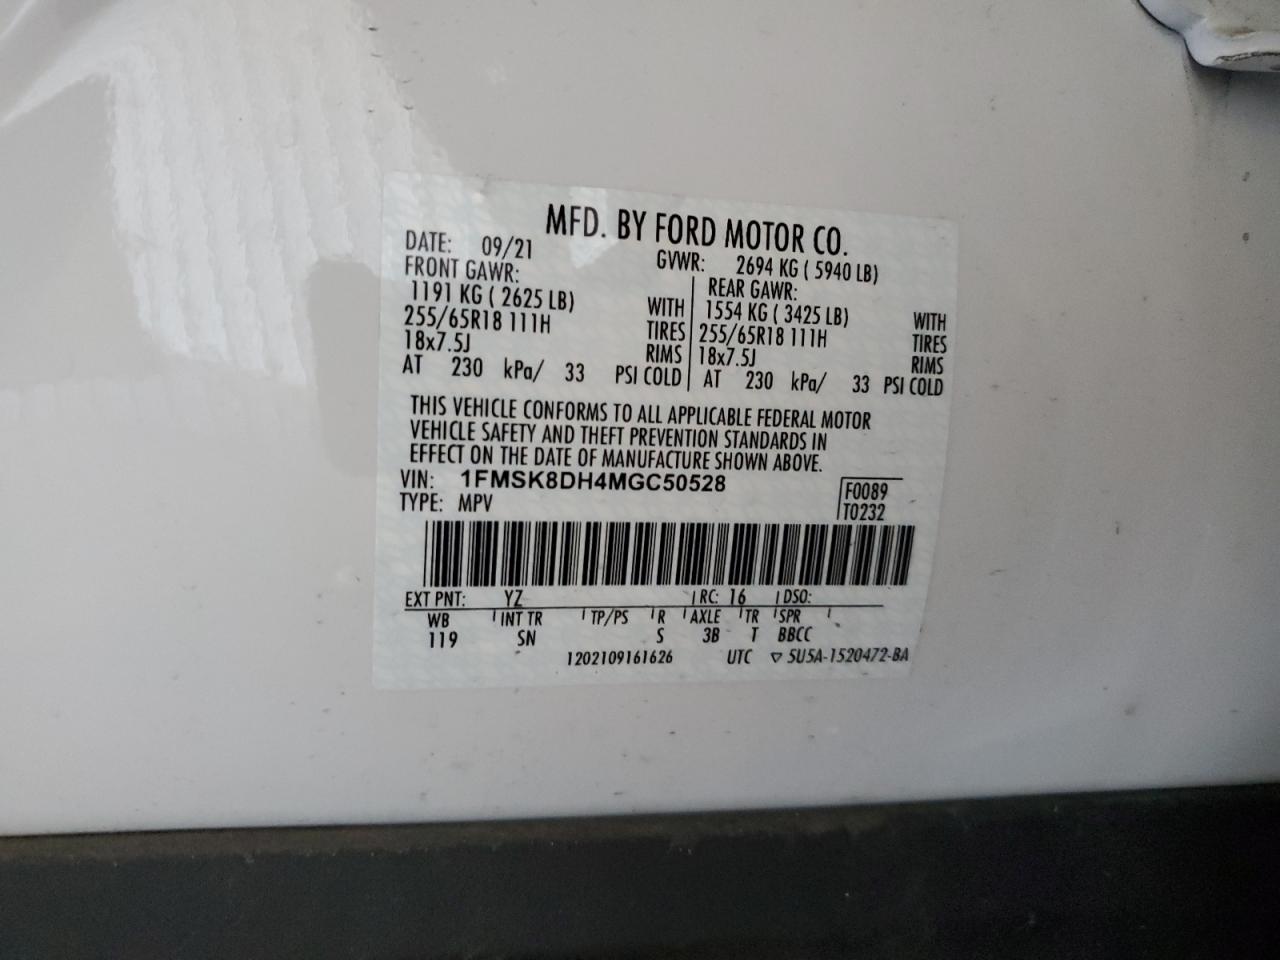 MFD. BY FORD MOTOR CO.
DATE: 09/21 GVWR: 2694 KG ( 5940 LB)
FRONT GAWR: REAR GAWR:
1191 KG ( 2625 LB) WITH 1554 KG ( 3425 LB) WITH
255/65R18 111H TIRES 255/65R18 111H TIRES
18x7.5J RIMS 18x7.5J RIMS
AT 230 kPa/ 33 PSI COLD AT 230 kPa/ 33 PSI COLD
THIS VEHICLE CONFORMS TO ALL APPLICABLE FEDERAL MOTOR
VEHICLE SAFETY AND THEFT PREVENTION STANDARDS IN
EFFECT ON THE DATE OF MANUFACTURE SHOWN ABOVE.
VIN: 1FMSK8DH4MGC50528 F0089
TYPE: MPV T0232
EXT PNT: YZ RC: 16 DSO:
WB INT TR TP/PS R AXLE TR SPR
119 SN S 3B T BBCC
1202109161626 UTC ▽ 5U5A-1520472-BA